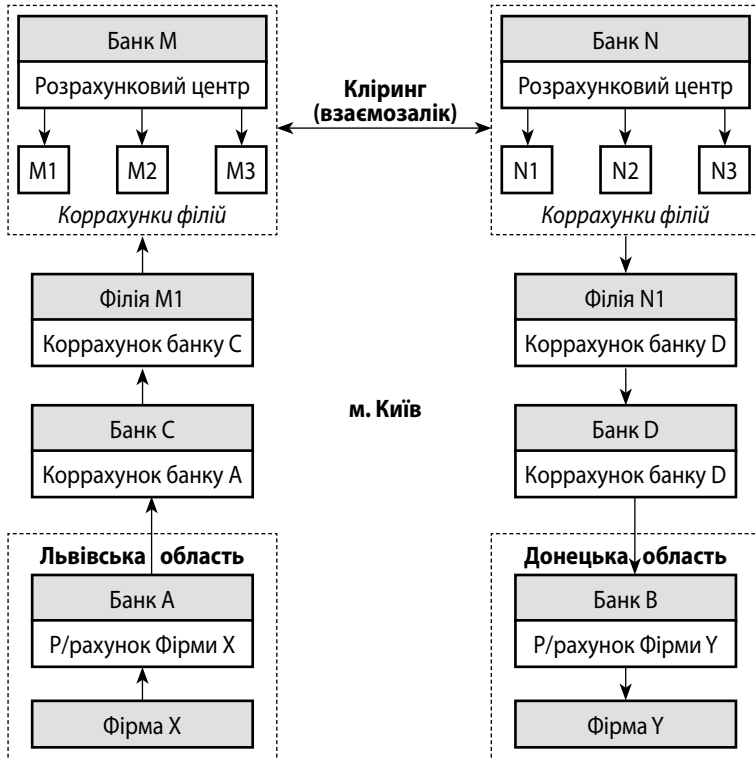 Банк M
Розрахунковий центр
M1 M2 M3
Коррахунки філій
Кліринг
(взаємозалік)
Банк N
Розрахунковий центр
N1 N2 N3
Коррахунки філій
Філія M1
Коррахунок банку C
Філія N1
Коррахунок банку D
м. Київ
Банк C
Коррахунок банку A
Банк D
Коррахунок банку D
Львівська область
Банк A
Р/рахунок Фірми X
Фірма X
Донецька область
Банк B
Р/рахунок Фірми Y
Фірма Y